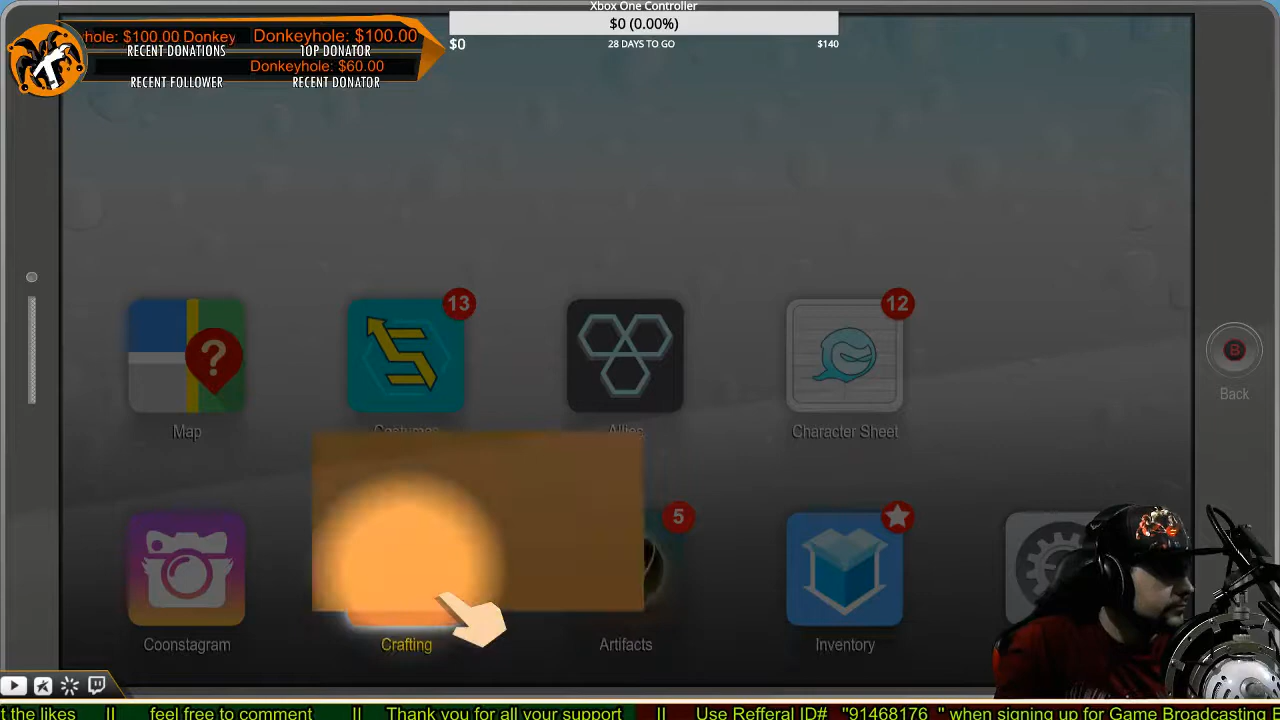 Xbox One Controller
$0 (0.00%)
$0
28 DAYS TO GO
$140
hole: $100.00 Donkey
Donkeyhole: $100.00
RECENT DONATIONS
TOP DONATOR
Donkeyhole: $60.00
RECENT FOLLOWER
RECENT DONATOR
13
12
?
B
Back
Map
Costumes
Allies
Character Sheet
5
Coonstagram
Crafting
Artifacts
Inventory
t the likes || feel free to comment || Thank you for all your support || Use Refferal ID# "91468176 " when signing up for Game Broadcasting